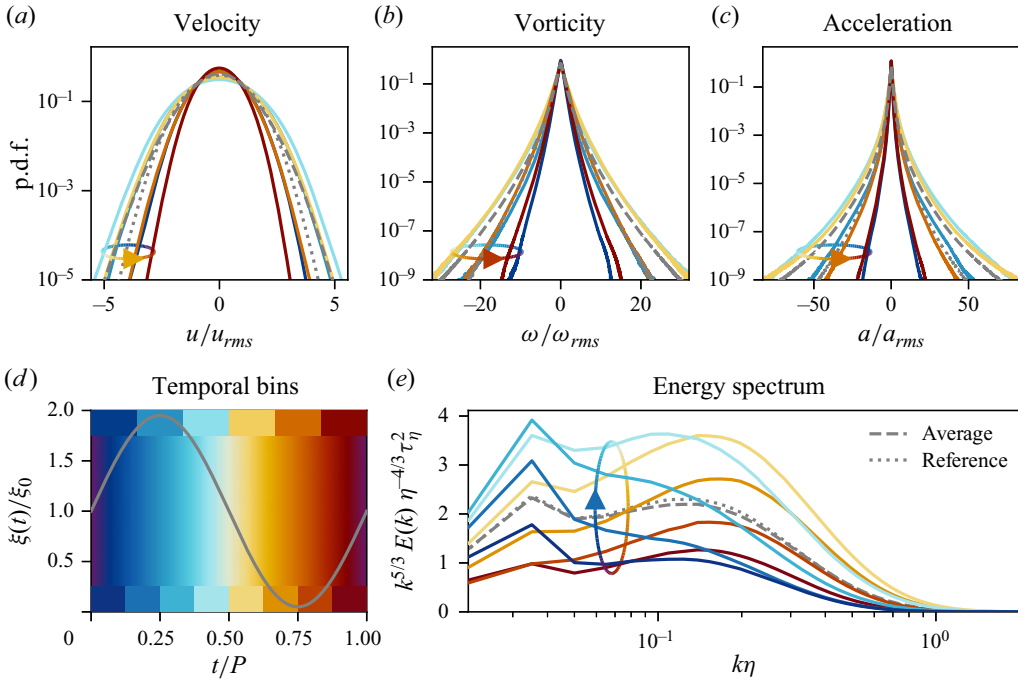 (a) Velocity
(b) Vorticity
(c) Acceleration
p.d.f.
10⁻¹
10⁻³
10⁻⁵
−5 0 5
u/u_rms
10⁻¹
10⁻³
10⁻⁵
10⁻⁷
10⁻⁹
−20 0 20
ω/ω_rms
10⁻¹
10⁻³
10⁻⁵
10⁻⁷
10⁻⁹
−50 0 50
a/a_rms
(d) Temporal bins
ξ(t)/ξ₀
2.0
1.5
1.0
0.5
0 0.25 0.50 0.75 1.00
t/P
(e) Energy spectrum
k^{5/3} E(k) η^{−4/3} τ_η^2
4
3
2
1
0
Average
Reference
10⁻¹ 10⁰
kη